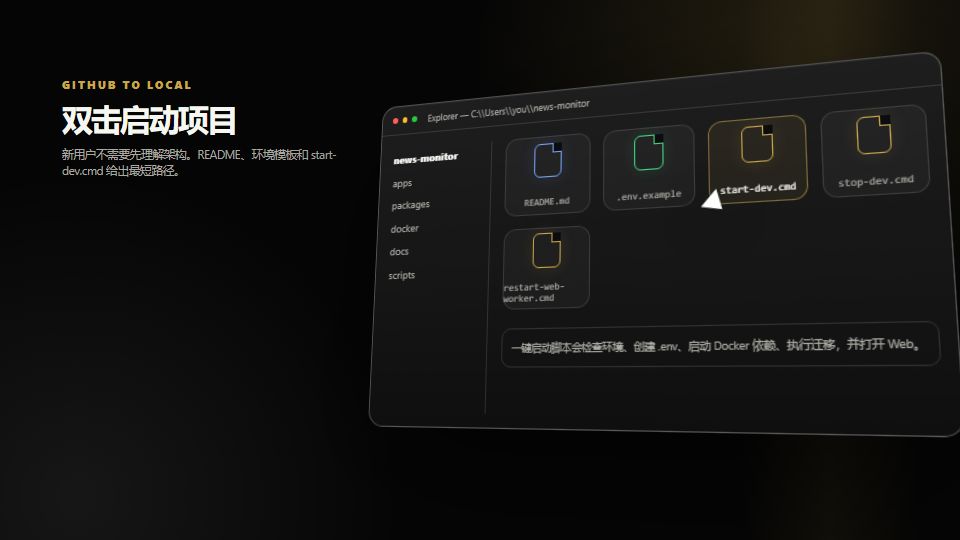 GITHUB TO LOCAL
双击启动项目
新用户不需要先理解架构。README、环境模板和 start-
dev.cmd 给出最短路径。
Explorer — C:\\Users\\you\\news-monitor
news-monitor
apps
packages
docker
docs
scripts
README.md
.env.example
start-dev.cmd
stop-dev.cmd
restart-web-
worker.cmd
一键启动脚本会检查环境、创建 .env、启动 Docker 依赖、执行迁移，并打开 Web。